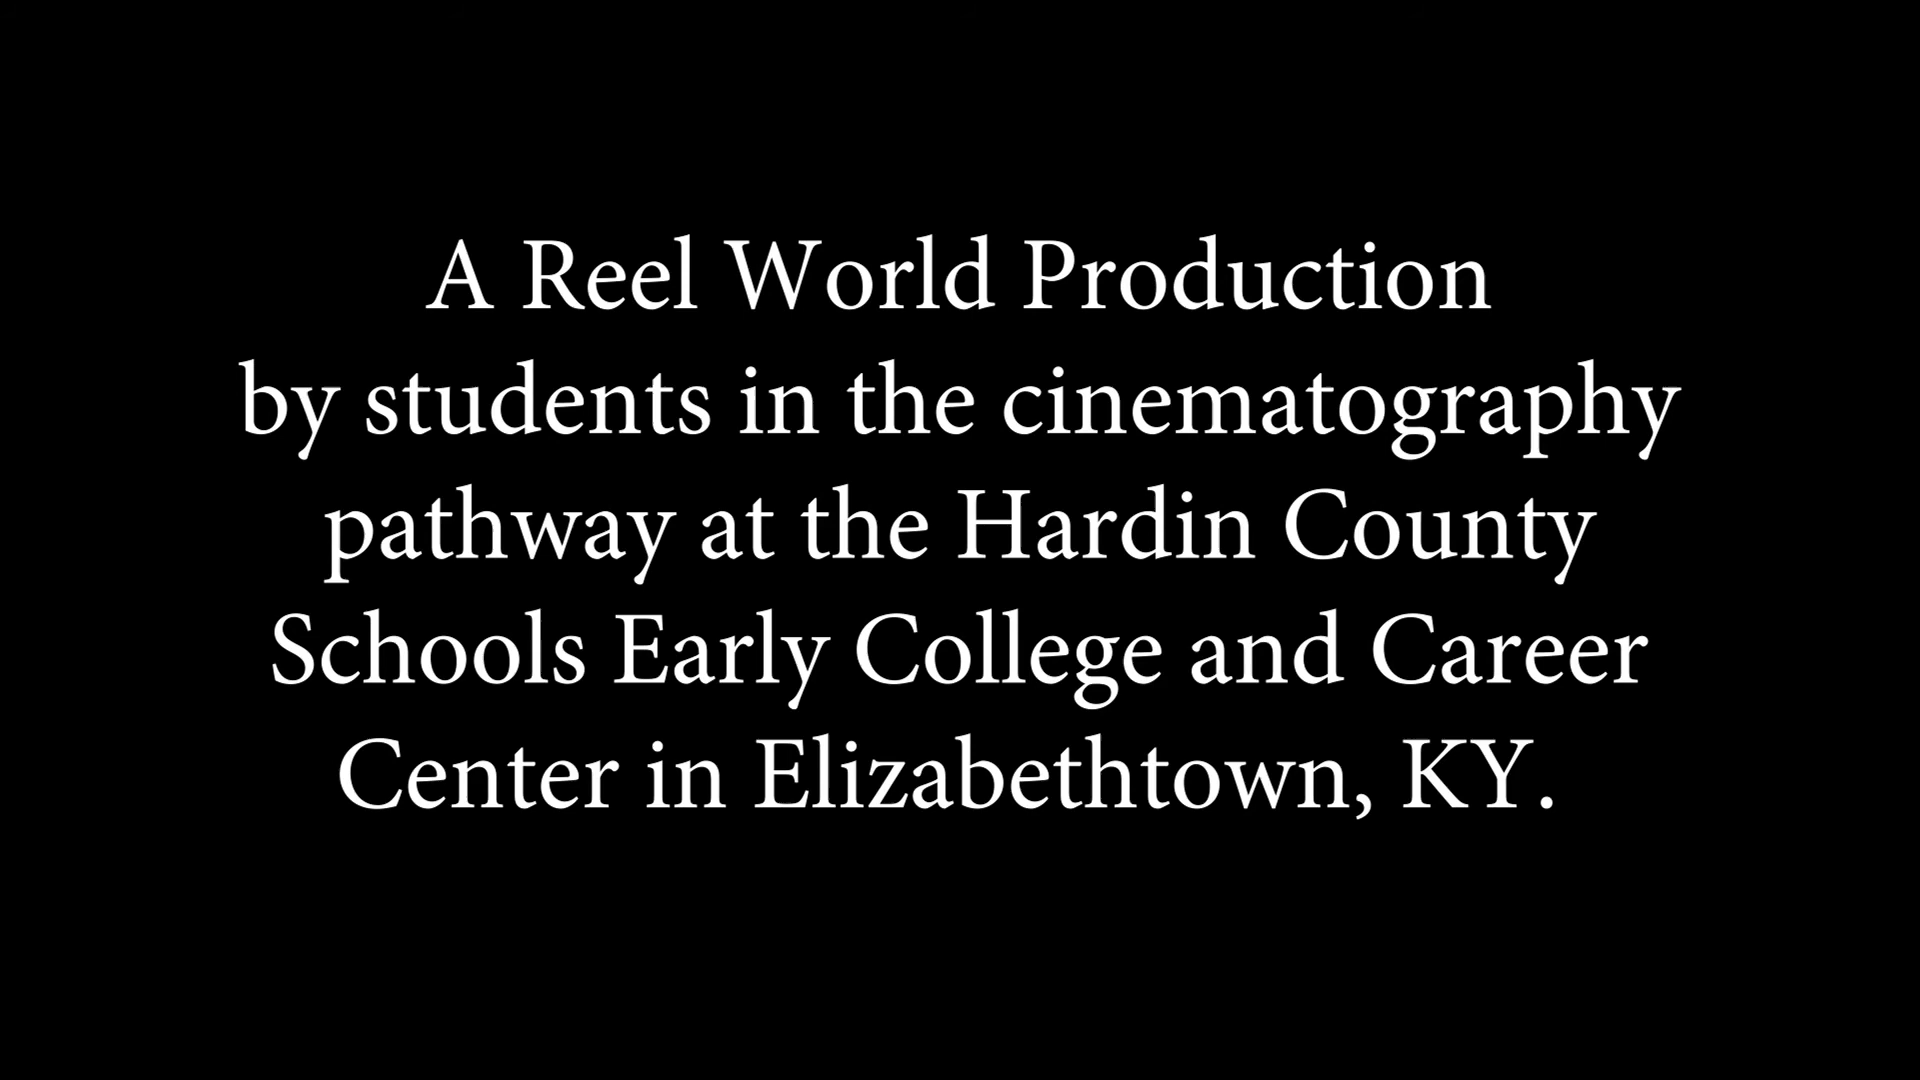 A Reel World Production
by students in the cinematography
pathway at the Hardin County
Schools Early College and Career
Center in Elizabethtown, KY.